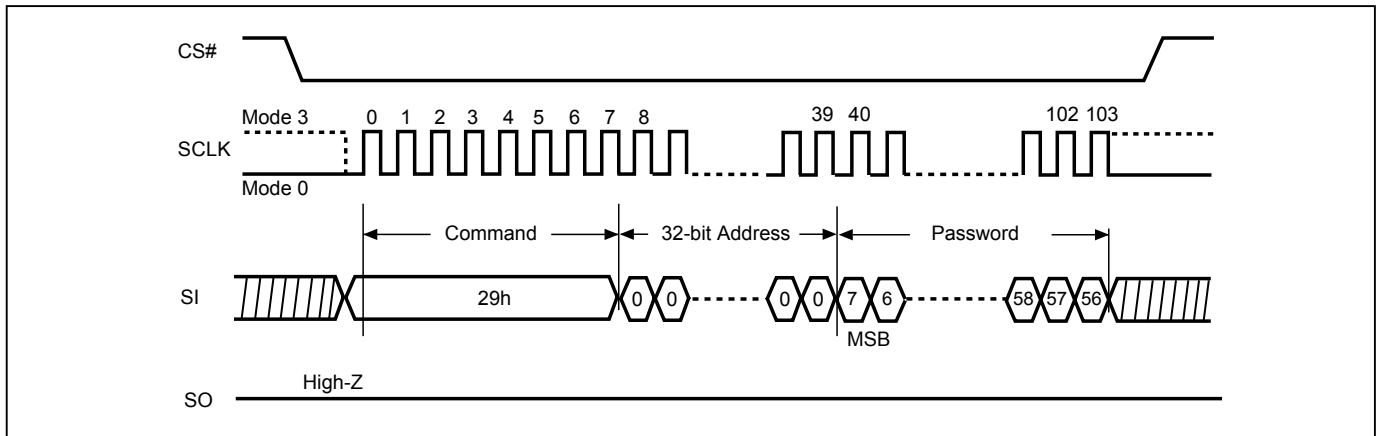 CS#
Mode 3
0 1 2 3 4 5 6 7 8 39 40 102 103
SCLK
Mode 0
Command 32-bit Address Password
SI 29h 0 0 0 0 7 6 58 57 56
MSB
High-Z
SO